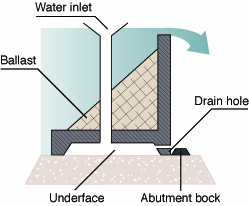 Water inlet
Ballast
Drain hole
Underface
Abutment bock